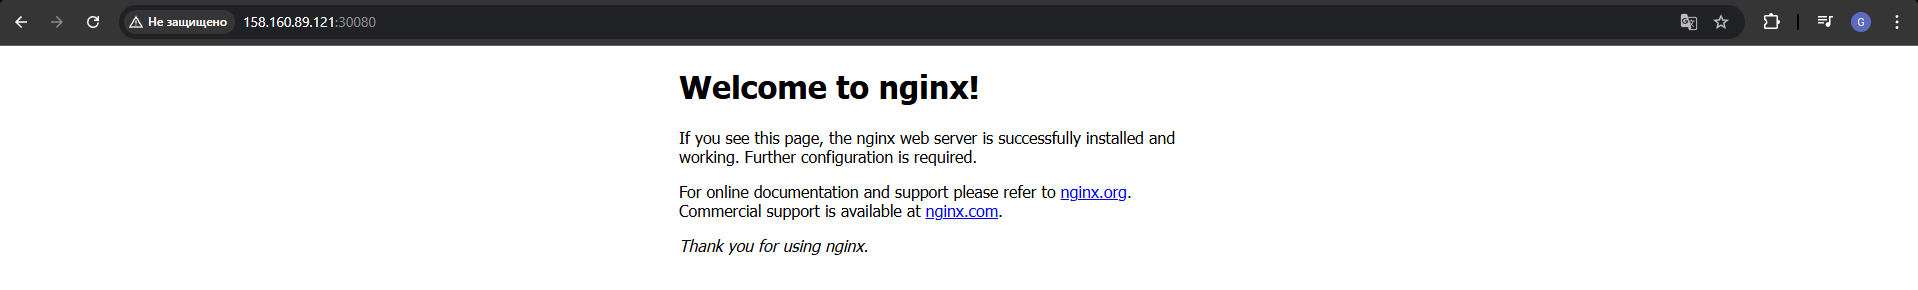 Не защищено 158.160.89.121:30080
G
Welcome to nginx!
If you see this page, the nginx web server is successfully installed and
working. Further configuration is required.
For online documentation and support please refer to nginx.org.
Commercial support is available at nginx.com.
Thank you for using nginx.